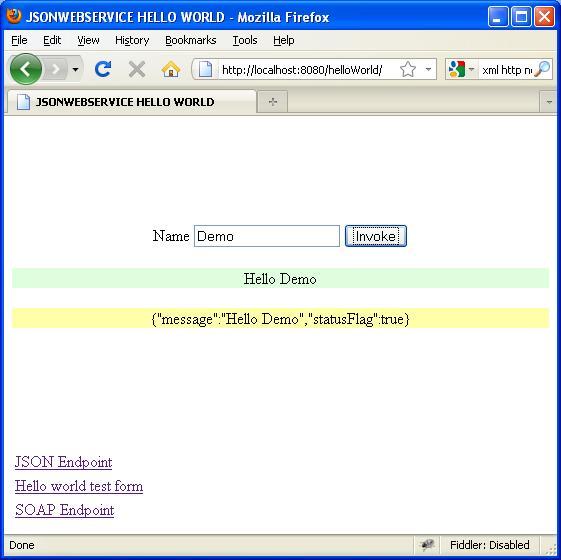 JSONWEBSERVICE HELLO WORLD - Mozilla Firefox
File Edit View History Bookmarks Tools Help
http://localhost:8080/helloWorld/ xml http
JSONWEBSERVICE HELLO WORLD
Name Demo Invoke
Hello Demo
{"message":"Hello Demo","statusFlag":true}
JSON Endpoint
Hello world test form
SOAP Endpoint
Done Fiddler: Disabled